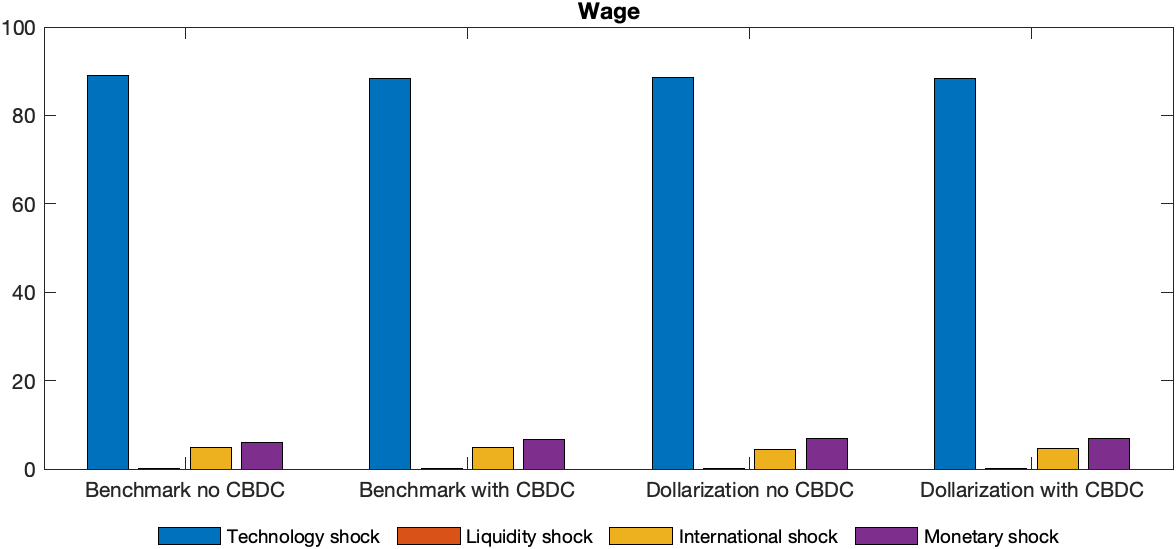 Wage
100
80
60
40
20
0
Benchmark no CBDC Benchmark with CBDC Dollarization no CBDC Dollarization with CBDC
Technology shock Liquidity shock International shock Monetary shock